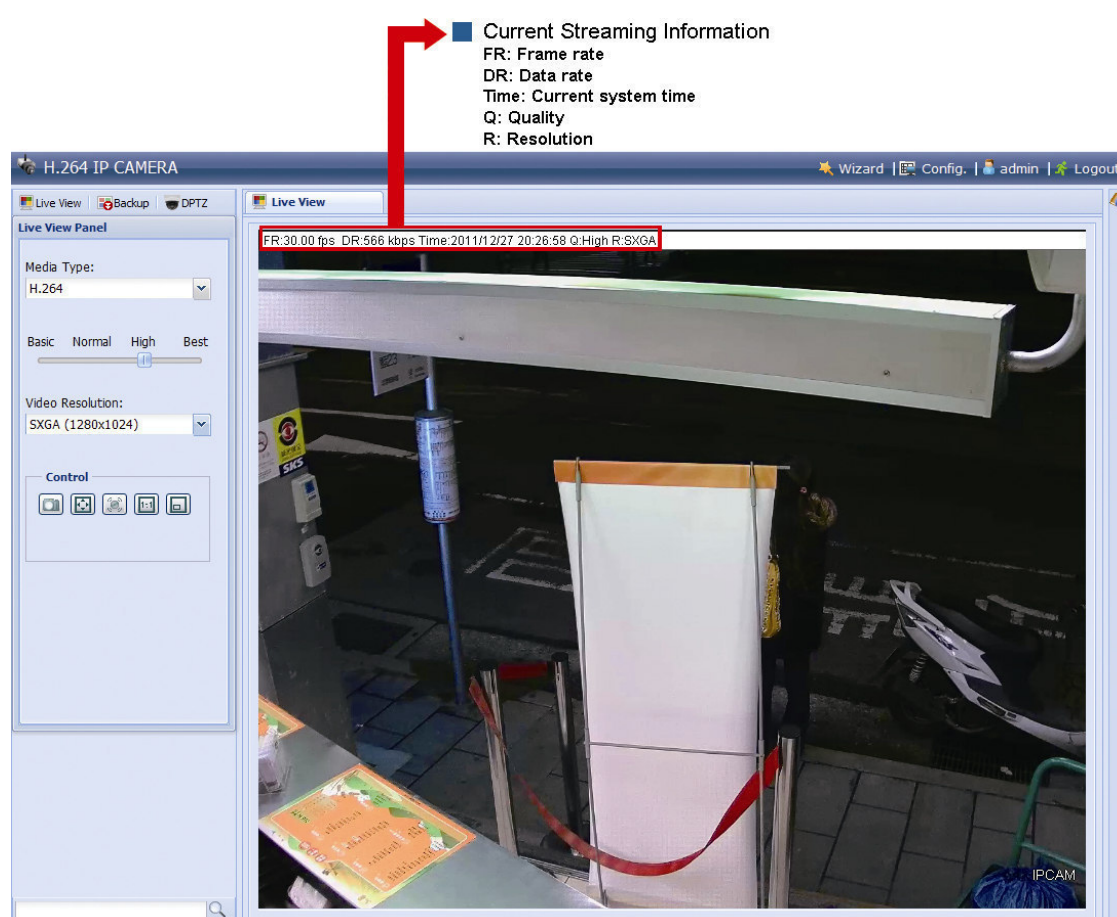 Current Streaming Information
FR: Frame rate
DR: Data rate
Time: Current system time
Q: Quality
R: Resolution
H.264 IP CAMERA
Wizard | Config. | admin | Logout
Live View Backup DPTZ
Live View
Live View Panel
FR:30.00 fps DR:566 kbps Time:2011/12/27 20:26:58 Q:High R:SXGA
Media Type:
H.264
Basic Normal High Best
Video Resolution:
SXGA (1280x1024)
Control
1:1
SKS
IPCAM